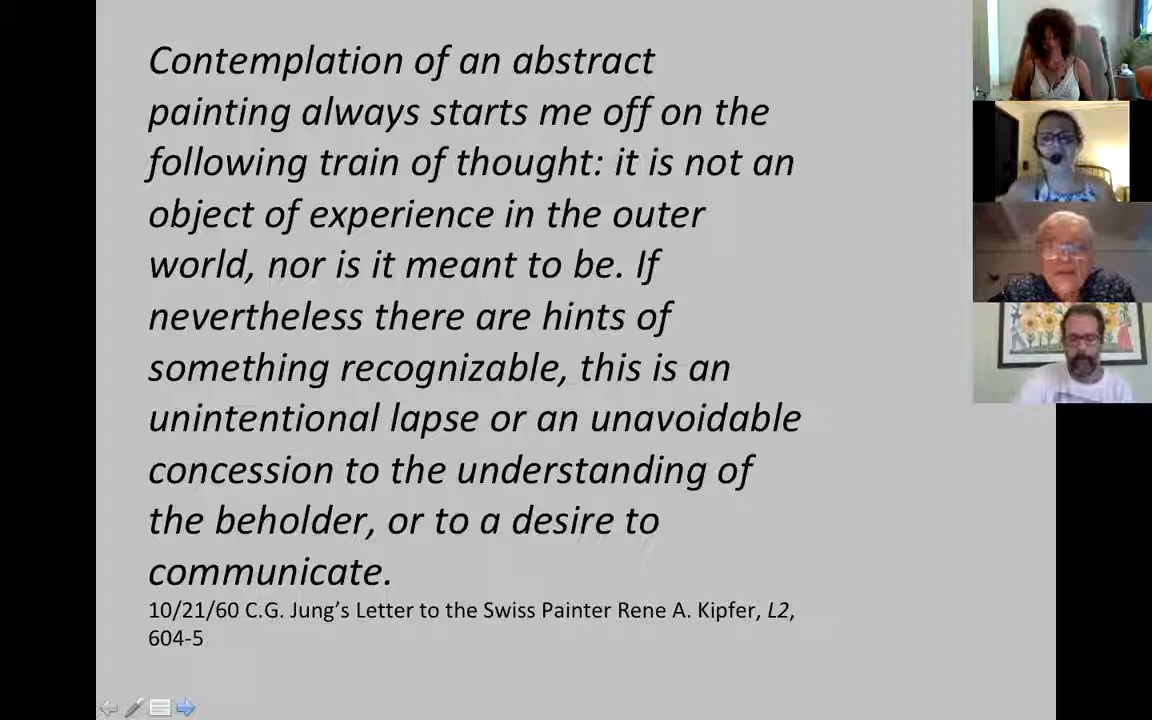 Contemplation of an abstract
painting always starts me off on the
following train of thought: it is not an
object of experience in the outer
world, nor is it meant to be. If
nevertheless there are hints of
something recognizable, this is an
unintentional lapse or an unavoidable
concession to the understanding of
the beholder, or to a desire to
communicate.
10/21/60 C.G. Jung’s Letter to the Swiss Painter Rene A. Kipfer, L2,
604-5